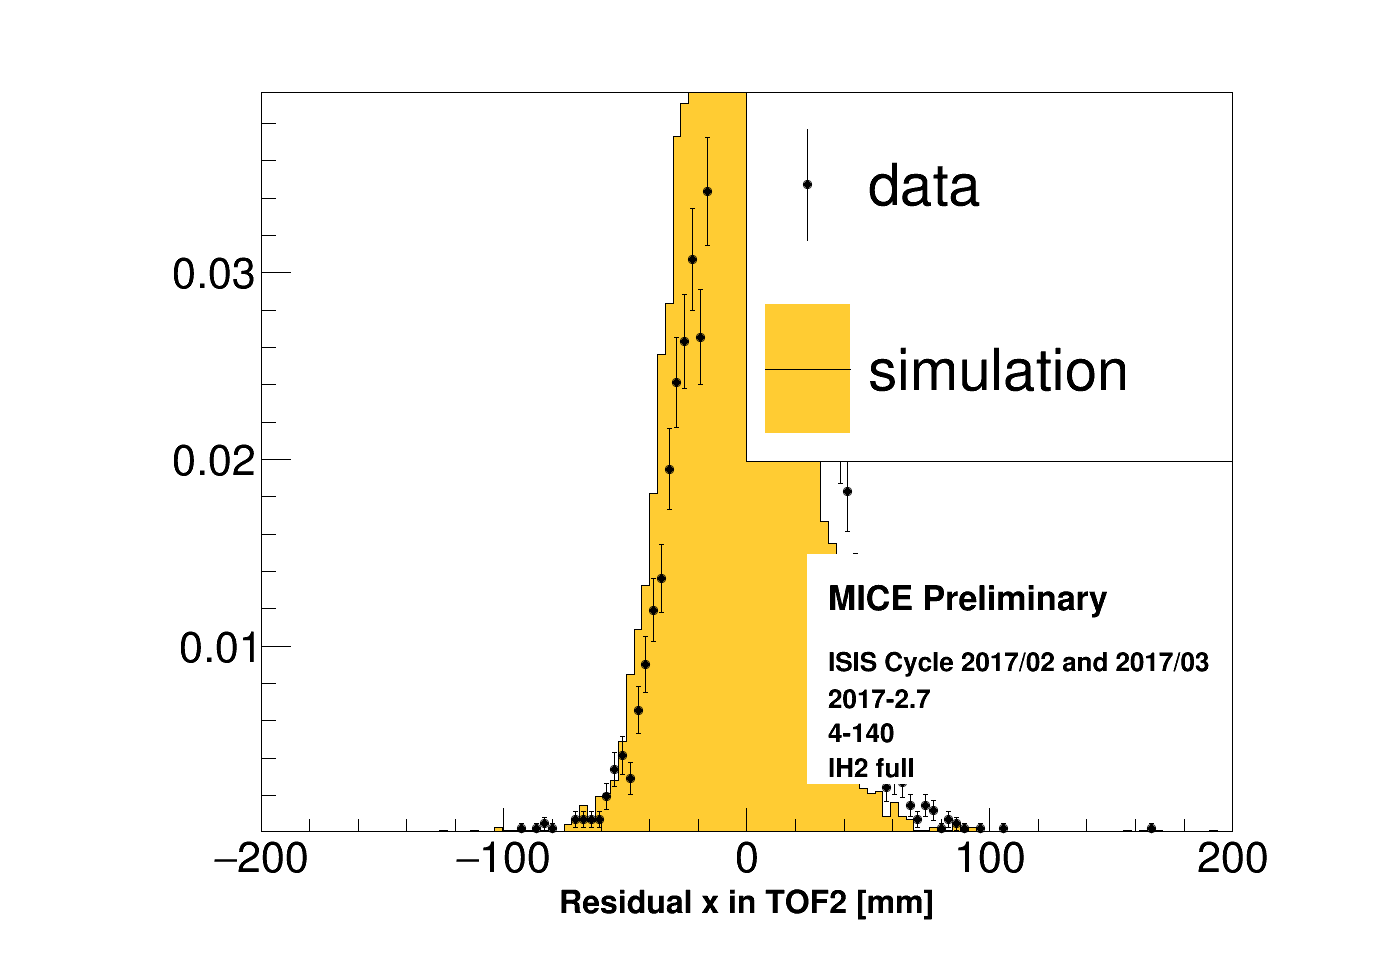 data
simulation
0.03
0.02
0.01
MICE Preliminary
ISIS Cycle 2017/02 and 2017/03
2017-2.7
4-140
IH2 full
−200 −100 0 100 200
Residual x in TOF2 [mm]